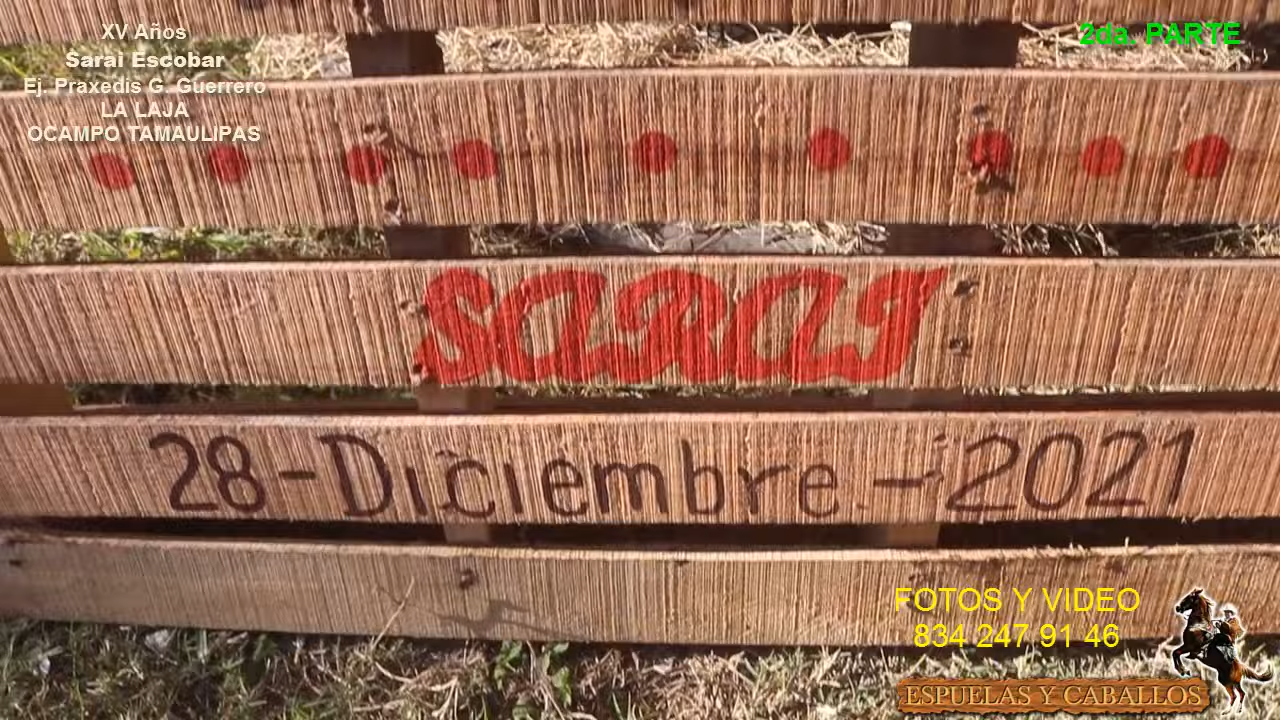 XV Años
Sarai Escobar
Ej. Praxedis G. Guerrero
LA LAJA
OCAMPO TAMAULIPAS
2da. PARTE
SARAI
28-Diciembre.-2021
FOTOS Y VIDEO
834 247 91 46
ESPUELAS Y CABALLOS